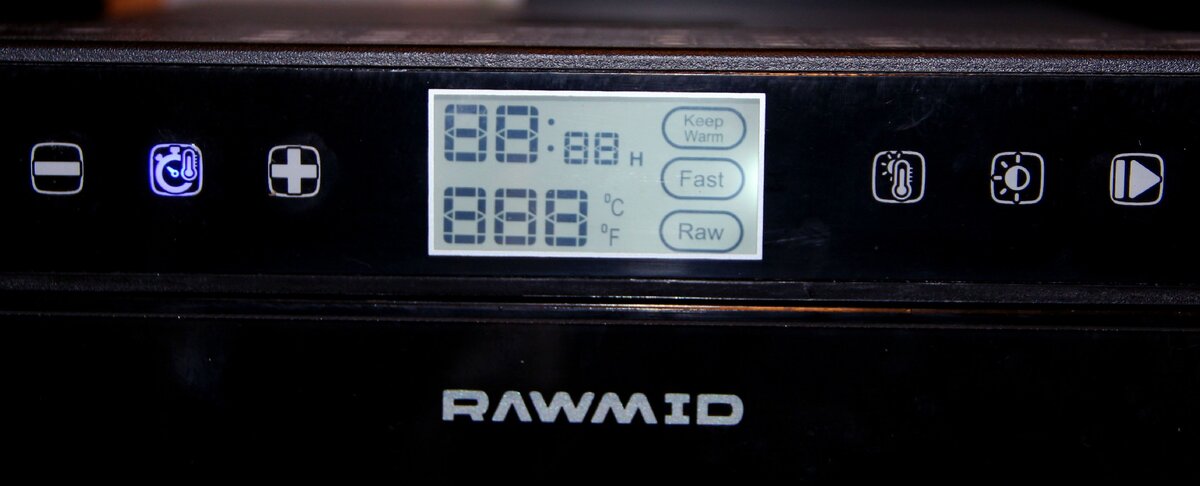 88:88 H
888 °C
°F
Keep
Warm
Fast
Raw
RAWMID